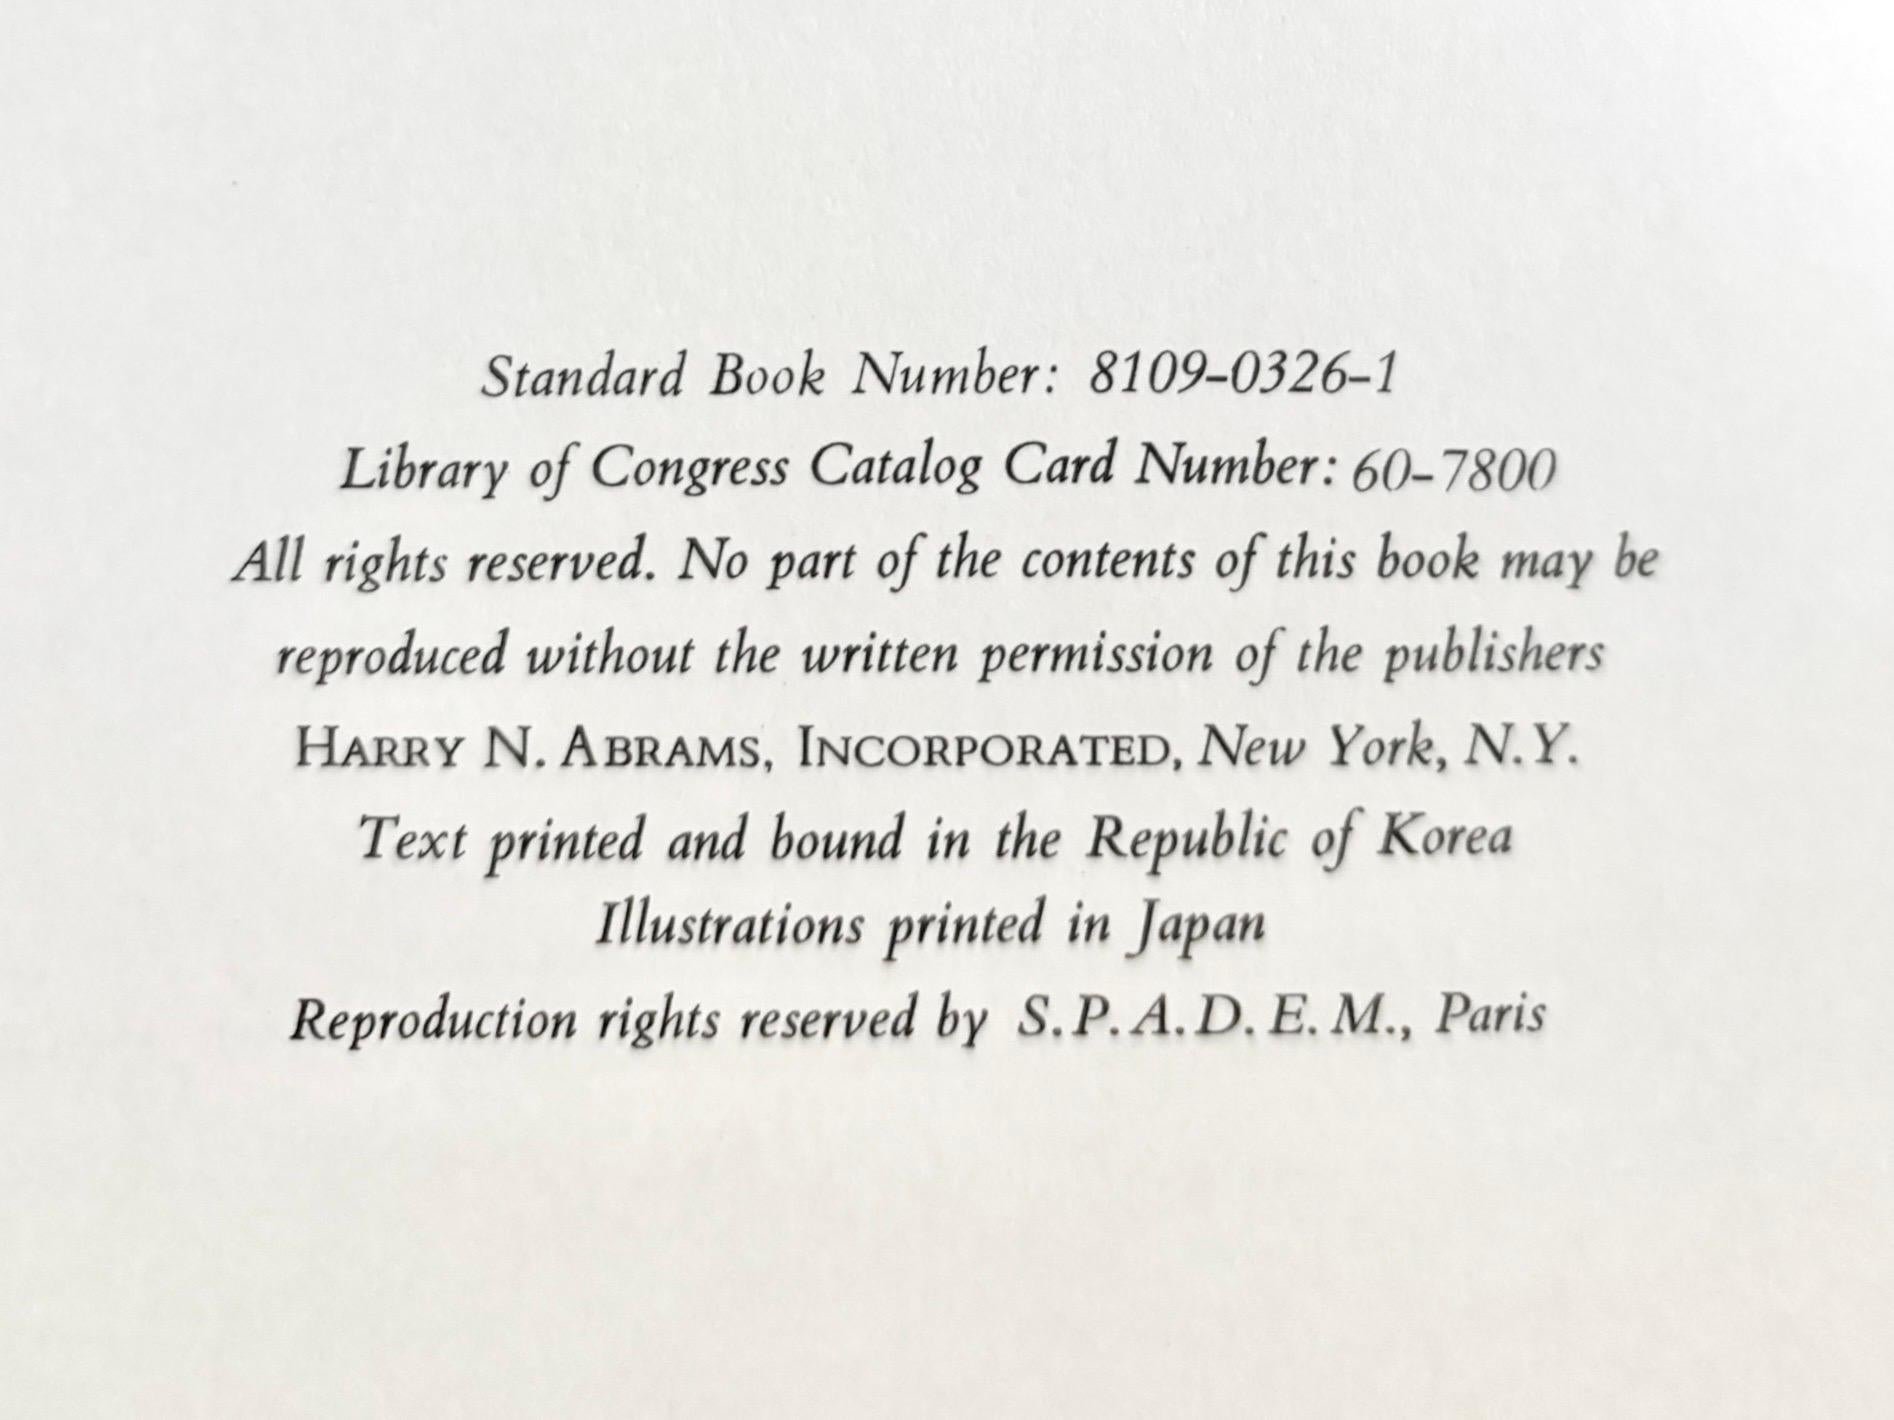 Standard Book Number: 8109-0326-1
Library of Congress Catalog Card Number: 60-7800
All rights reserved. No part of the contents of this book may be
reproduced without the written permission of the publishers
HARRY N. ABRAMS, INCORPORATED, New York, N.Y.
Text printed and bound in the Republic of Korea
Illustrations printed in Japan
Reproduction rights reserved by S.P.A.D.E.M., Paris